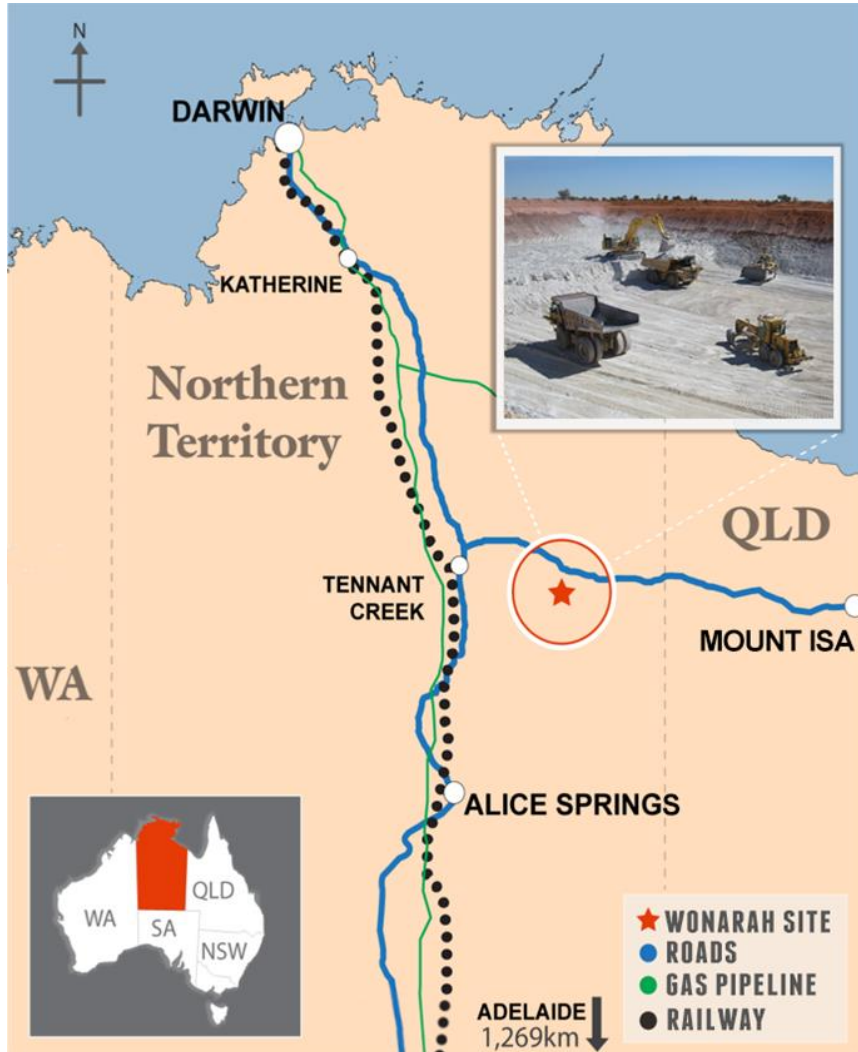 N
DARWIN
KATHERINE
Northern
Territory
QLD
TENNANT
CREEK
MOUNT ISA
WA
ALICE SPRINGS
WA
QLD
SA
NSW
ADELAIDE
1,269km
WONARAH SITE
ROADS
GAS PIPELINE
RAILWAY